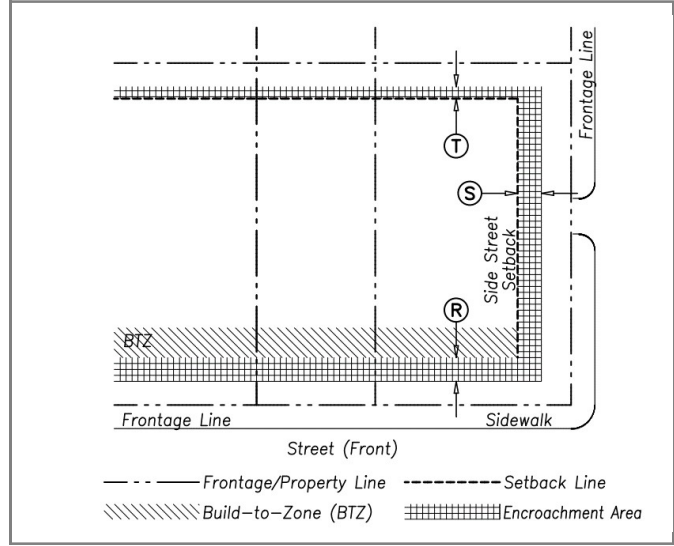 Frontage Line
T
S
Side Street
Setback
R
BTZ
Frontage Line
Sidewalk
Street (Front)
Frontage/Property Line
Setback Line
Build-to-Zone (BTZ)
Encroachment Area